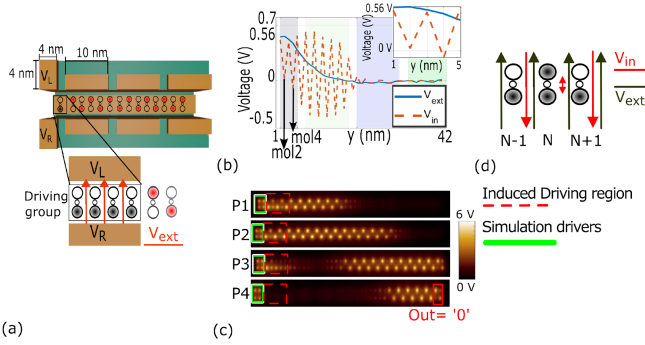 4 nm
10 nm
4 nm
V_L
V_R
V_L
Driving group
V_R
V_ext
(a)
0.7
0.56
0
-0.5
Voltage (V)
1
mol2
mol4
y (nm)
42
V_ext
V_in
0.56 V
0 V
Voltage (V)
1
y (nm)
5
(b)
P1
P2
P3
P4
6 V
0 V
Out= '0'
(c)
V_in
V_ext
N-1
N
N+1
(d)
Induced Driving region
Simulation drivers